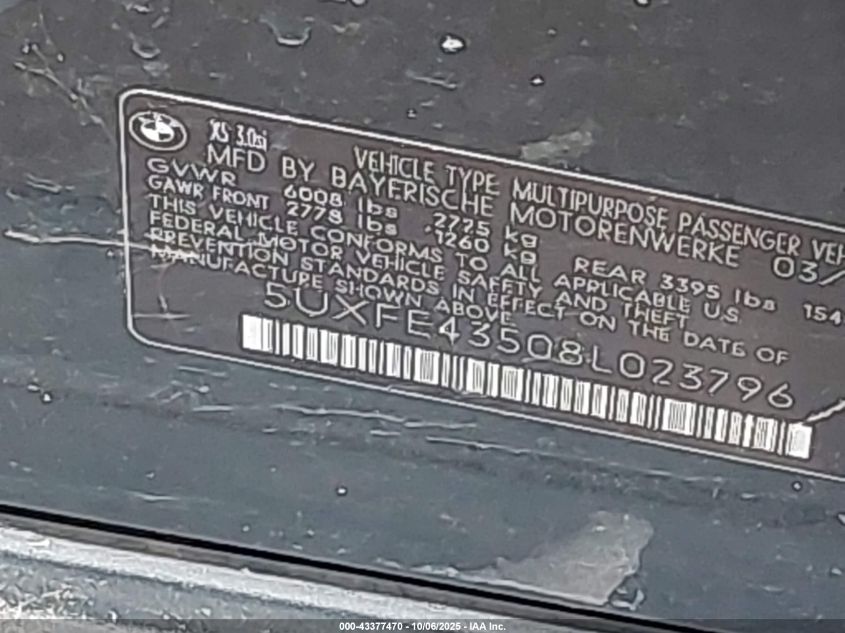 X5 3.0si
VEHICLE TYPE MULTIPURPOSE PASSENGER VEH
MFD BY BAYERISCHE MOTORENWERKE 03/
GVWR 6008 lbs 2725 kg
GAWR FRONT 2778 lbs 1260 kg REAR 3395 lbs 154
THIS VEHICLE CONFORMS TO ALL APPLICABLE US
FEDERAL MOTOR VEHICLE SAFETY AND THEFT
PREVENTION STANDARDS IN EFFECT ON THE DATE OF
MANUFACTURE SHOWN ABOVE
5UXFE43508L023796
000-43377470 - 10/06/2025 - IAA Inc.